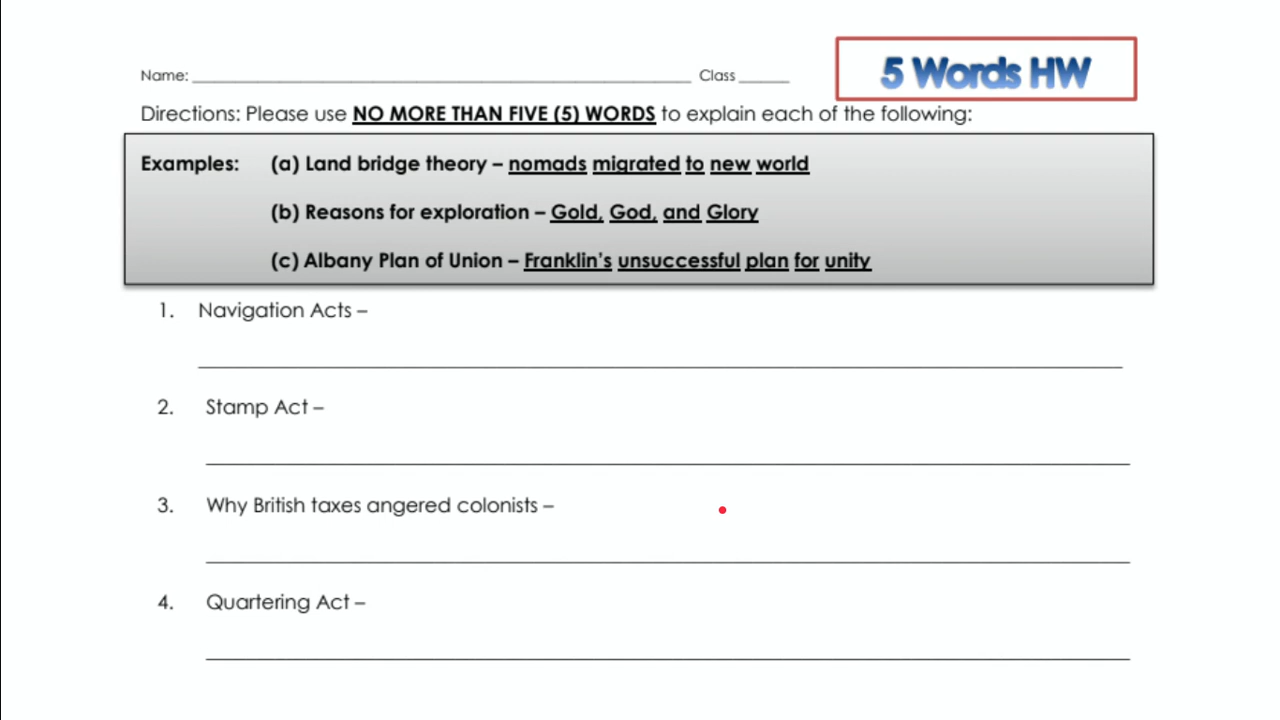 Name: ______________________________ Class ______
5 Words HW
Directions: Please use NO MORE THAN FIVE (5) WORDS to explain each of the following:
Examples: (a) Land bridge theory – nomads migrated to new world
(b) Reasons for exploration – Gold, God, and Glory
(c) Albany Plan of Union – Franklin's unsuccessful plan for unity
1. Navigation Acts –
2. Stamp Act –
3. Why British taxes angered colonists –
4. Quartering Act –